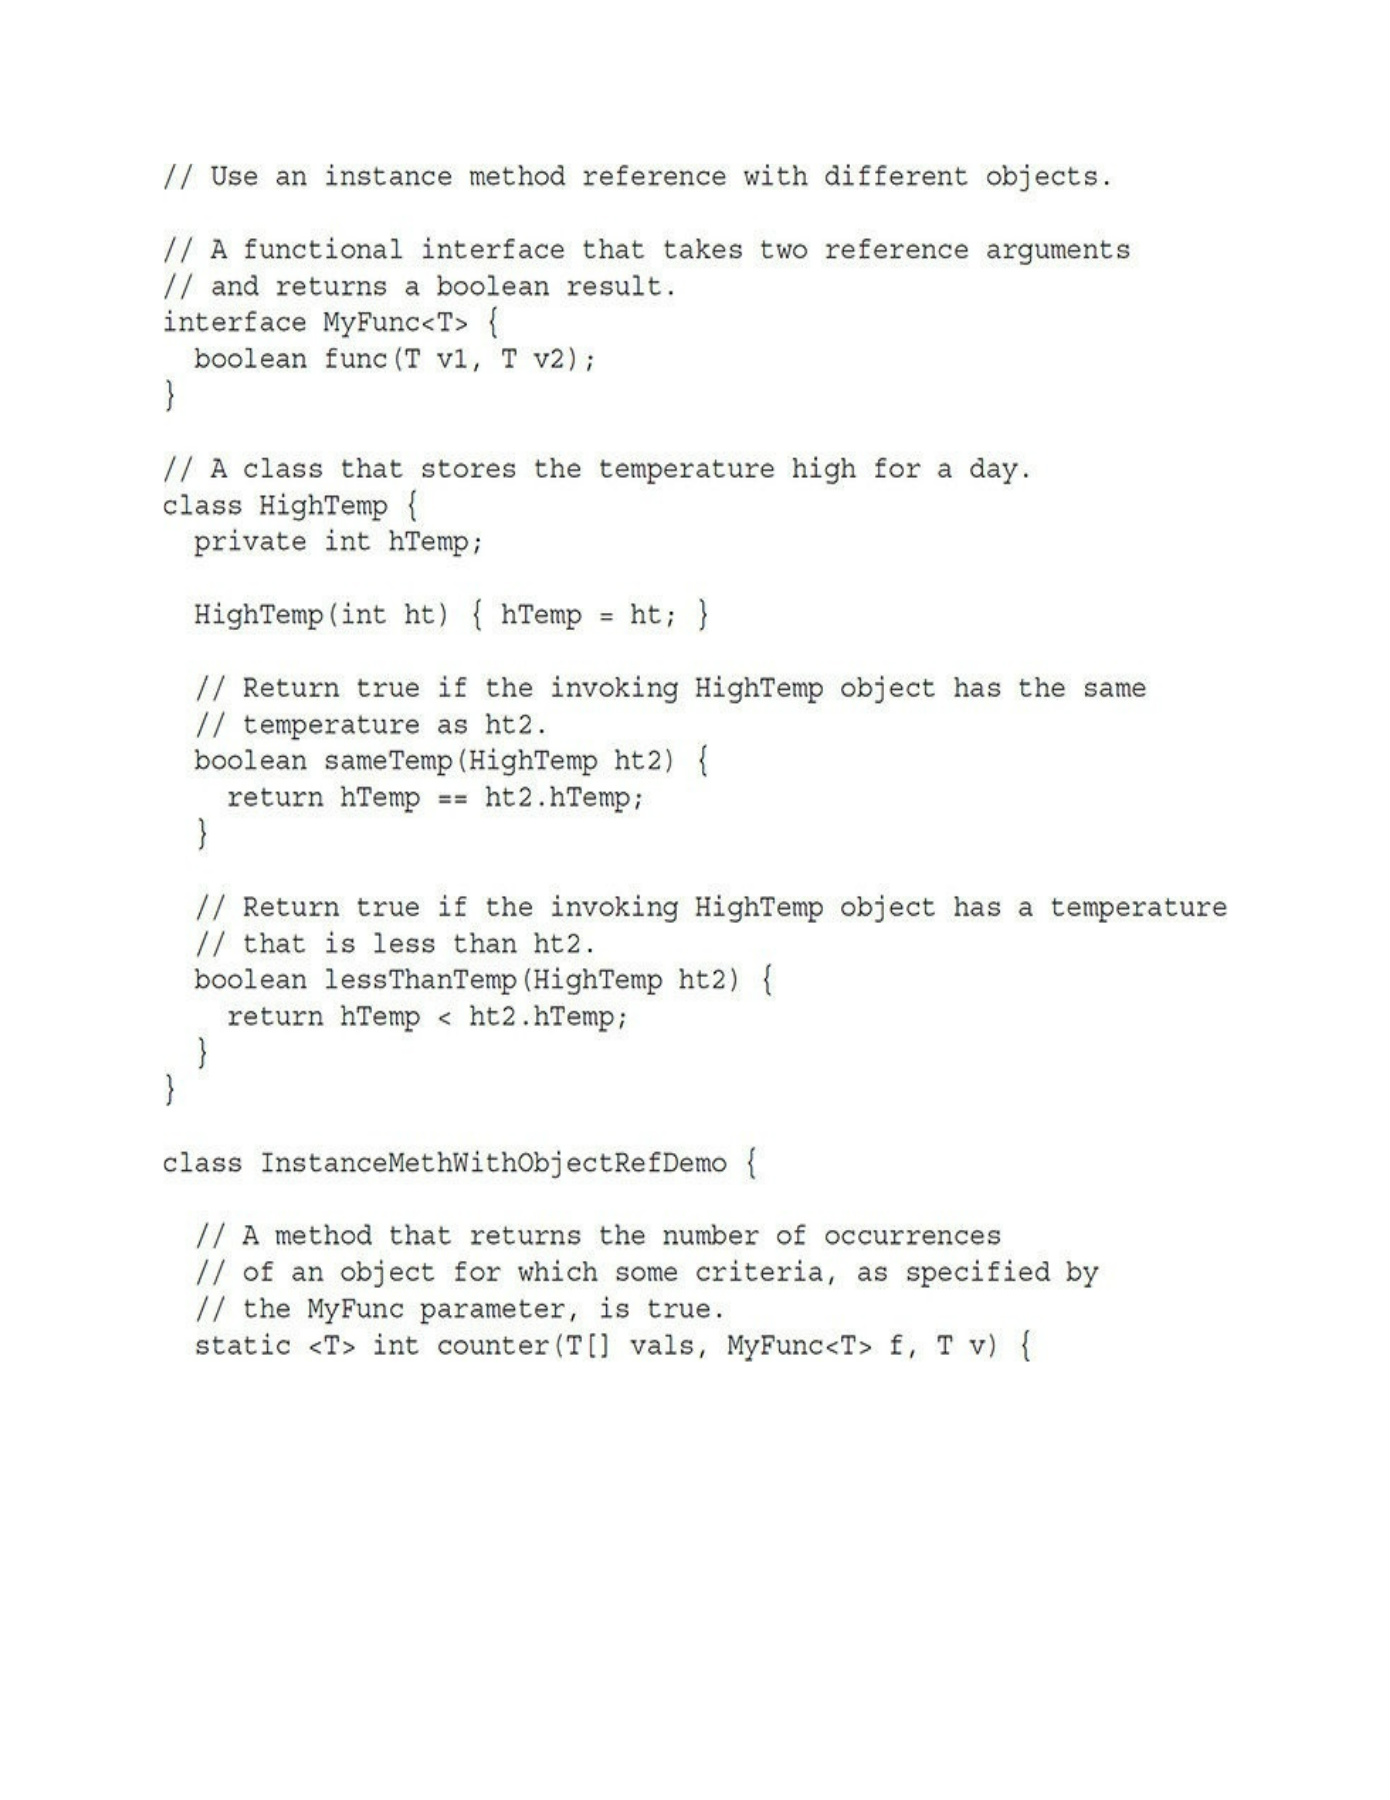 // Use an instance method reference with different objects.

// A functional interface that takes two reference arguments
// and returns a boolean result.
interface MyFunc<T> {
  boolean func(T v1, T v2);
}

// A class that stores the temperature high for a day.
class HighTemp {
  private int hTemp;

  HighTemp(int ht) { hTemp = ht; }

  // Return true if the invoking HighTemp object has the same
  // temperature as ht2.
  boolean sameTemp(HighTemp ht2) {
    return hTemp == ht2.hTemp;
  }

  // Return true if the invoking HighTemp object has a temperature
  // that is less than ht2.
  boolean lessThanTemp(HighTemp ht2) {
    return hTemp < ht2.hTemp;
  }
}

class InstanceMethWithObjectRefDemo {

  // A method that returns the number of occurrences
  // of an object for which some criteria, as specified by
  // the MyFunc parameter, is true.
  static <T> int counter(T[] vals, MyFunc<T> f, T v) {